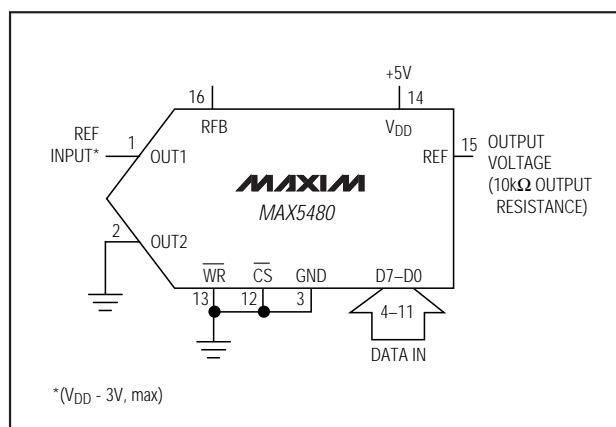 +5V
16
14
RFB
VDD
REF
INPUT*
1
OUT1
REF
15
OUTPUT
VOLTAGE
(10kΩ OUTPUT
RESISTANCE)
MAXIM
MAX5480
2
OUT2
WR
CS
GND
D7–D0
13
12
3
4–11
DATA IN
*(VDD - 3V, max)